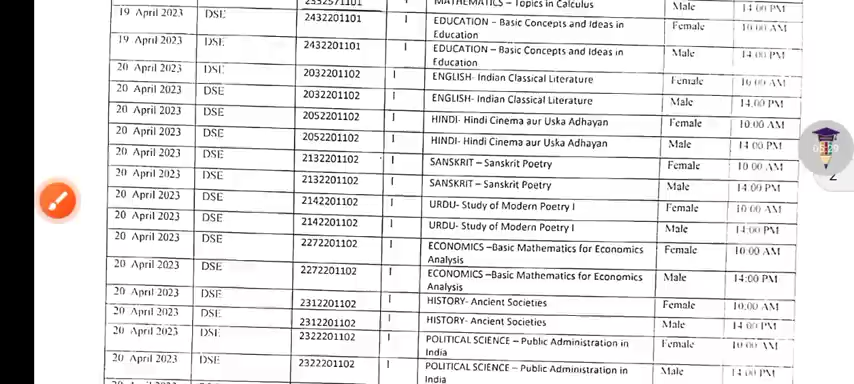 2352571101 I MATHEMATICS – Topics in Calculus Male 14:00 PM
19 April 2023 DSE 2432201101 I EDUCATION – Basic Concepts and Ideas in Female 10:00 AM
Education
19 April 2023 DSE 2432201101 I EDUCATION – Basic Concepts and Ideas in Male 14:00 PM
Education
20 April 2023 DSE 2032201102 I ENGLISH- Indian Classical Literature Female 10:00 AM
20 April 2023 DSE 2032201102 I ENGLISH- Indian Classical Literature Male 14.00 PM
20 April 2023 DSE 2052201102 I HINDI- Hindi Cinema aur Uska Adhayan Female 10.00 AM
20 April 2023 DSE 2052201102 I HINDI- Hindi Cinema aur Uska Adhayan Male 14:00 PM
20 April 2023 DSE 2132201102 I SANSKRIT – Sanskrit Poetry Female 10:00 AM
20 April 2023 DSE 2132201102 I SANSKRIT – Sanskrit Poetry Male 14:00 PM
20 April 2023 DSE 2142201102 I URDU- Study of Modern Poetry I Female 10:00 AM
20 April 2023 DSE 2142201102 I URDU- Study of Modern Poetry I Male 14:00 PM
20 April 2023 DSE 2272201102 I ECONOMICS –Basic Mathematics for Economics Female 10:00 AM
Analysis
20 April 2023 DSE 2272201102 I ECONOMICS –Basic Mathematics for Economics Male 14:00 PM
Analysis
20 April 2023 DSE 2312201102 I HISTORY- Ancient Societies Female 10:00 AM
20 April 2023 DSE 2312201102 I HISTORY- Ancient Societies Male 14:00 PM
20 April 2023 DSE 2322201102 I POLITICAL SCIENCE – Public Administration in Female 10:00 AM
India
20 April 2023 DSE 2322201102 I POLITICAL SCIENCE – Public Administration in Male 14:00 PM
India
05:29
2